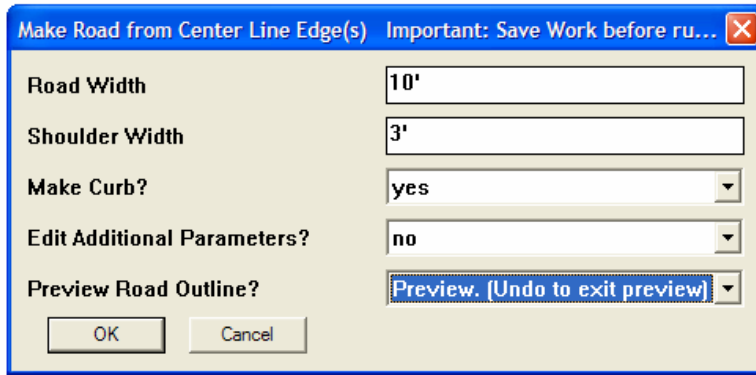 Make Road from Center Line Edge(s) Important: Save Work before ru...
Road Width 10'
Shoulder Width 3'
Make Curb? yes
Edit Additional Parameters? no
Preview Road Outline? Preview. (Undo to exit preview)
OK Cancel